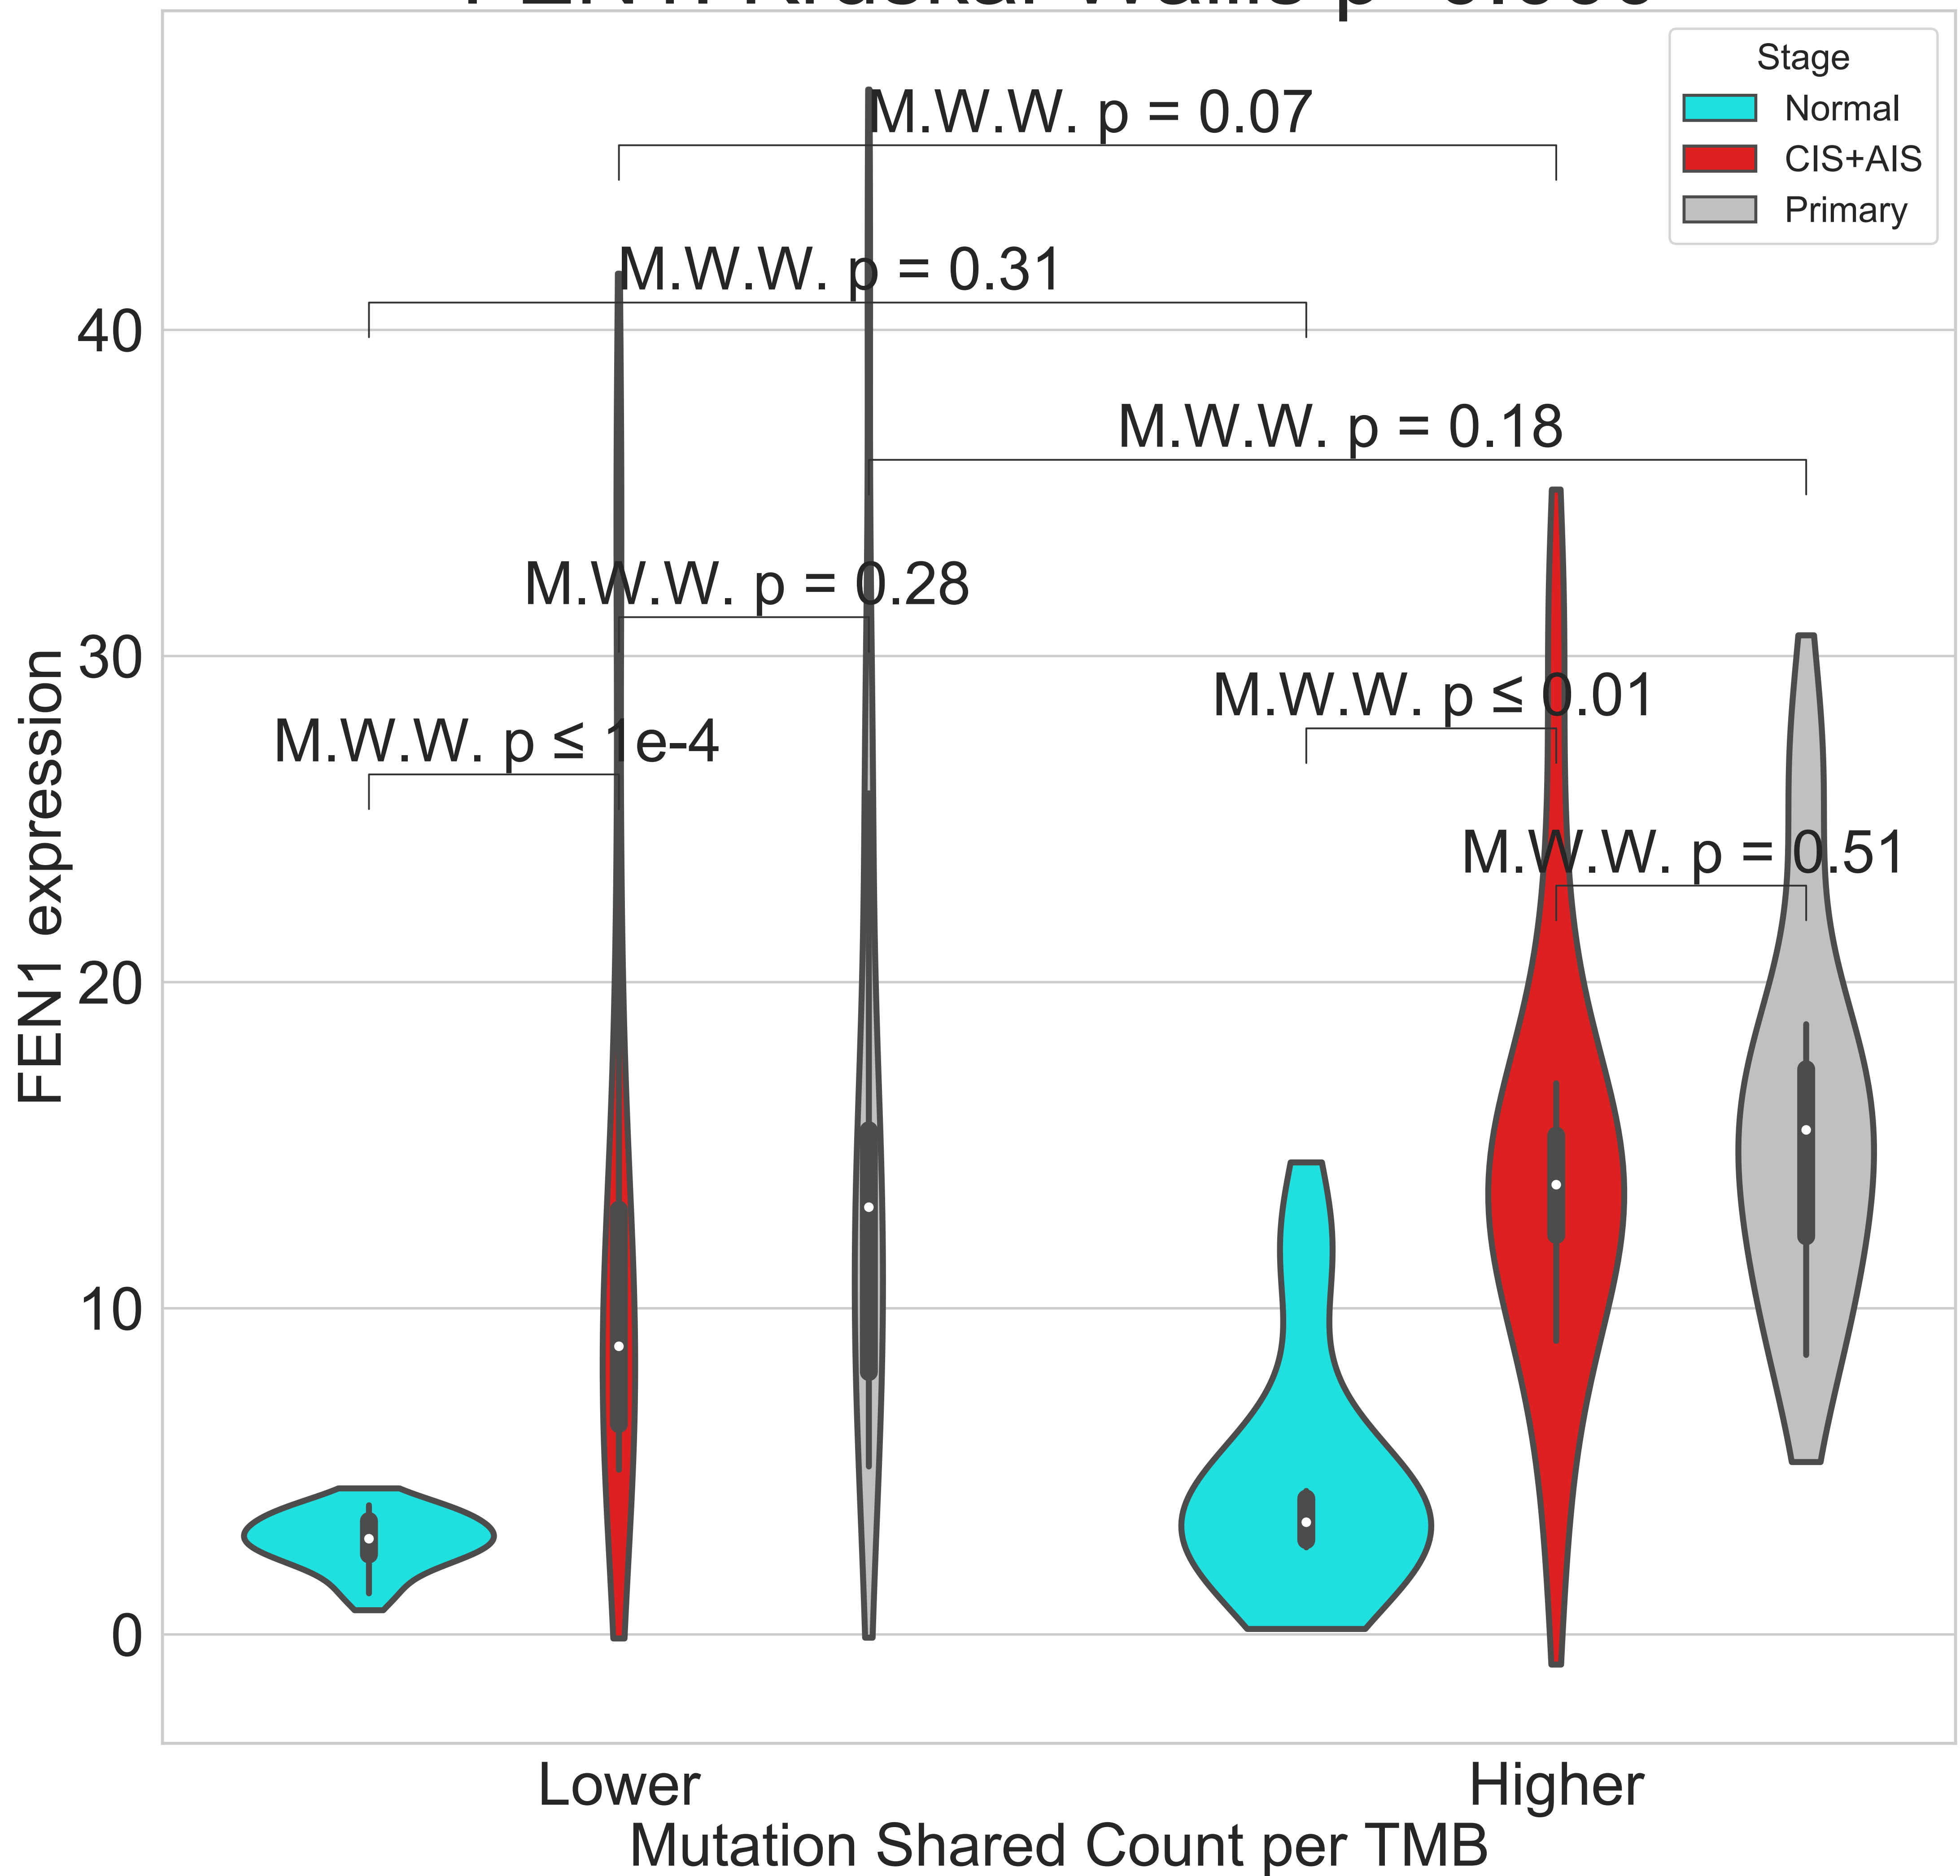 Stage
Normal
CIS+AIS
Primary
M.W.W. p = 0.07
M.W.W. p = 0.31
M.W.W. p = 0.18
M.W.W. p = 0.28
M.W.W. p ≤ 0.01
M.W.W. p ≤ 1e-4
M.W.W. p = 0.51
FEN1 expression
40
30
20
10
0
Lower
Higher
Mutation Shared Count per TMB